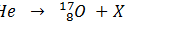 He → ¹⁷₈O + X